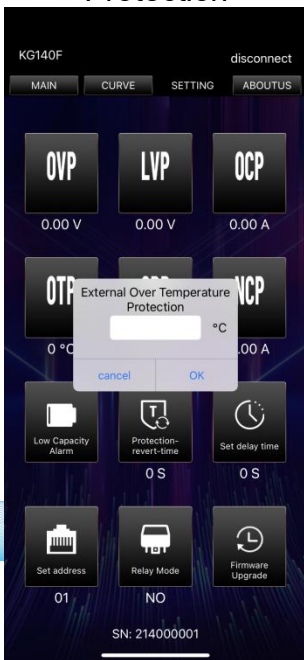 Protection
KG140F
disconnect
MAIN CURVE SETTING ABOUTUS
OVP LVP OCP
0.00 V 0.00 V 0.00 A
OTP NCP
External Over Temperature
Protection
°C
0 °C .00 A
cancel OK
Low Capacity
Alarm
Protection-
revert-time
Set delay time
0 S 0 S
Set address Relay Mode
Firmware
Upgrade
01 NO
SN: 214000001